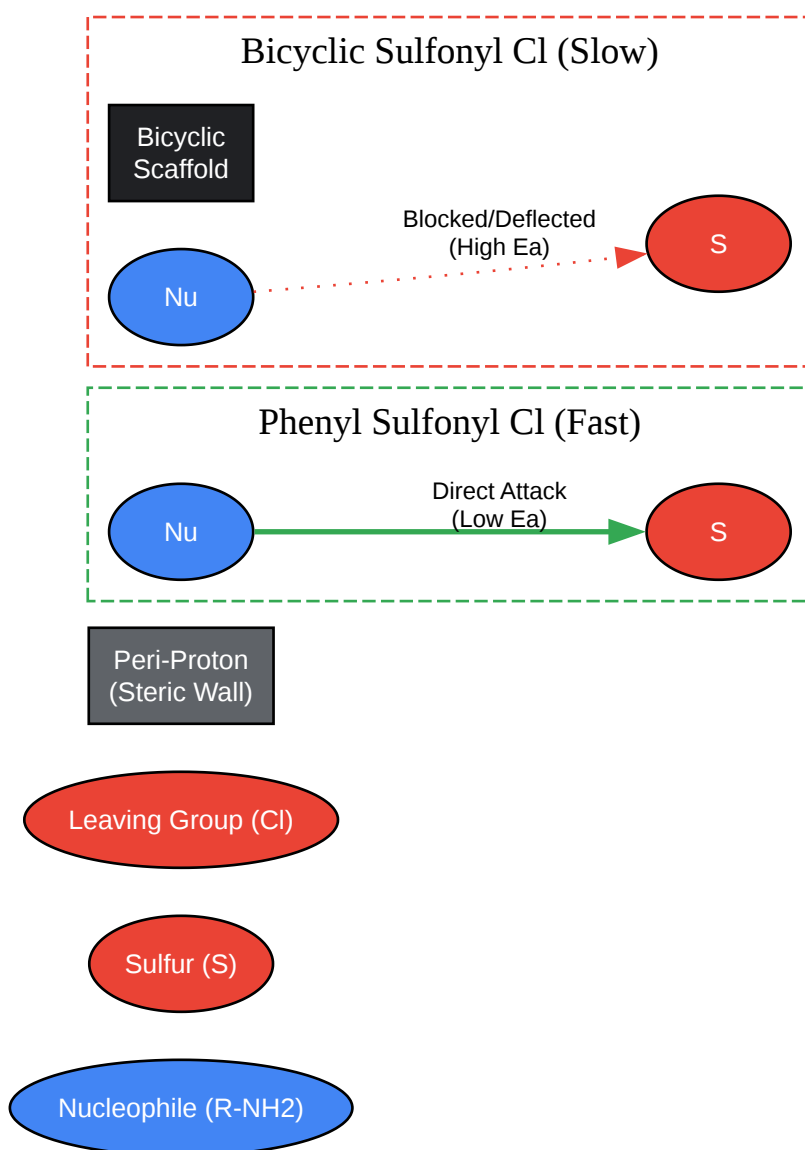 Bicyclic Sulfonyl Cl (Slow)
Bicyclic
Scaffold
Blocked/Deflected
(High Ea)
S
Nu
Phenyl Sulfonyl Cl (Fast)
Direct Attack
(Low Ea)
Nu
S
Peri-Proton
(Steric Wall)
Leaving Group (Cl)
Sulfur (S)
Nucleophile (R-NH2)